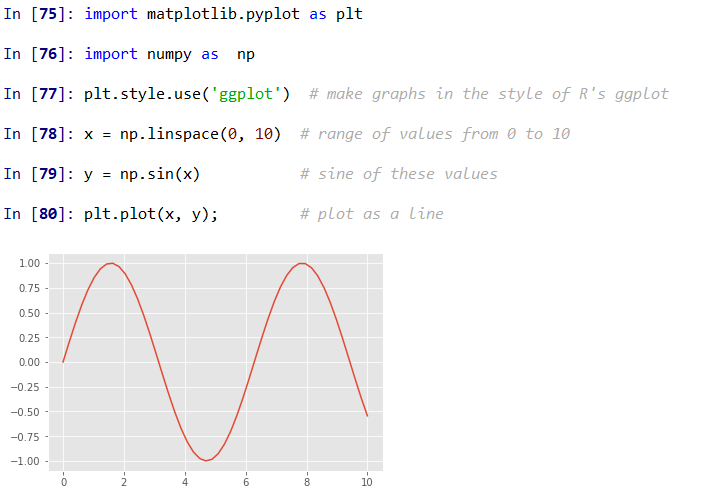 In [75]: import matplotlib.pyplot as plt
In [76]: import numpy as  np
In [77]: plt.style.use('ggplot')  # make graphs in the style of R's ggplot
In [78]: x = np.linspace(0, 10)  # range of values from 0 to 10
In [79]: y = np.sin(x)           # sine of these values
In [80]: plt.plot(x, y);         # plot as a line
1.00
0.75
0.50
0.25
0.00
−0.25
−0.50
−0.75
−1.00
0 2 4 6 8 10